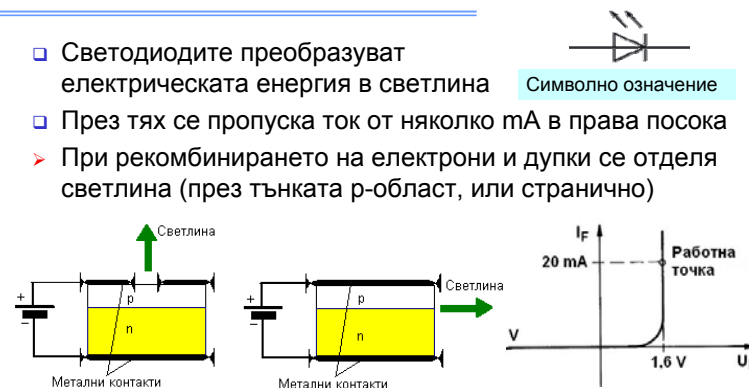 Светодиодите преобразуват
електрическата енергия в светлина
Символно означение
През тях се пропуска ток от няколко mA в права посока
При рекомбинирането на електрони и дупки се отделя
светлина (през тънката p-област, или странично)
Светлина
+
–
p
n
Метални контакти
Светлина
+
–
p
n
Метални контакти
IF
20 mA
Работна
точка
V
1,6 V
U